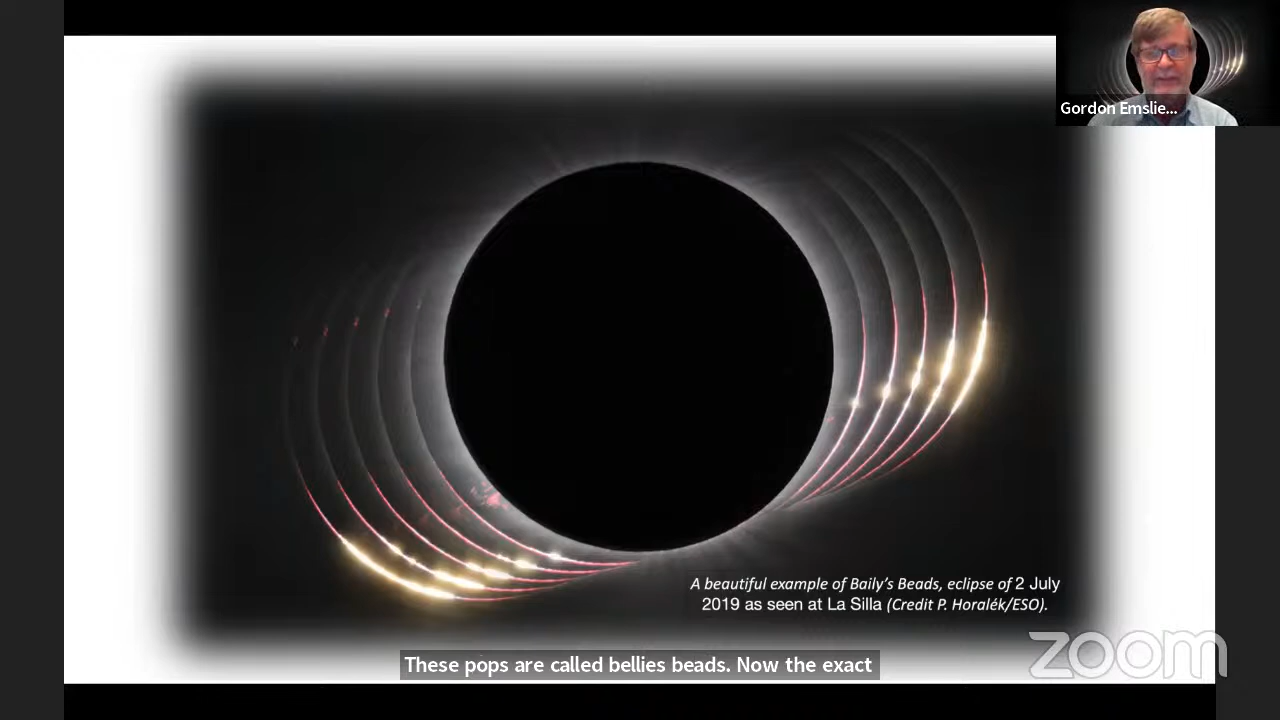 Gordon Emslie...
A beautiful example of Baily's Beads, eclipse of 2 July
2019 as seen at La Silla (Credit P. Horalék/ESO).
These pops are called bellies beads. Now the exact
zoom